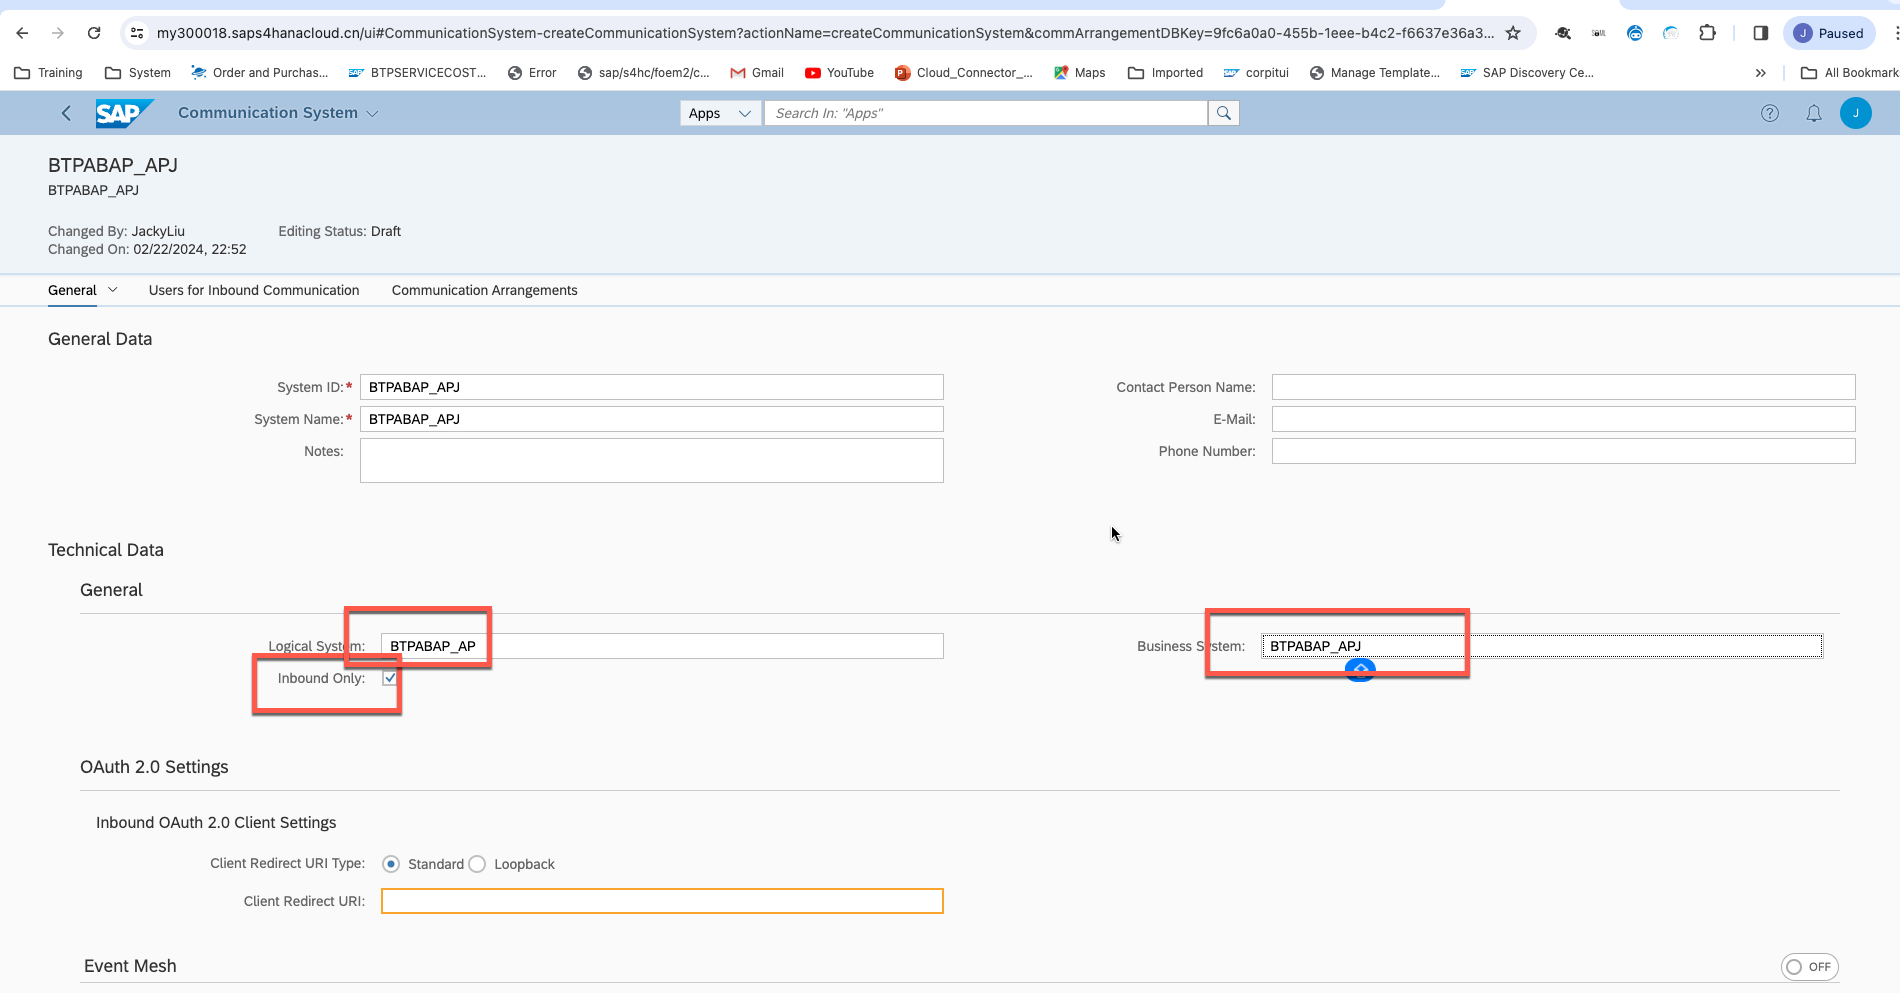 my300018.saps4hanacloud.cn/ui#CommunicationSystem-createCommunicationSystem?actionName=createCommunicationSystem&commArrangementDBKey=9fc6a0a0-455b-1eee-b4c2-f6637e36a3...
J Paused
Training System Order and Purchas... BTPSERVICECOST... Error sap/s4hc/foem2/c... Gmail YouTube Cloud_Connector_... Maps Imported corpitui Manage Template... SAP Discovery Ce... » All Bookmark
SAP Communication System Apps Search In: "Apps" J
BTPABAP_APJ
BTPABAP_APJ
Changed By: JackyLiu Editing Status: Draft
Changed On: 02/22/2024, 22:52
General Users for Inbound Communication Communication Arrangements
General Data
System ID:* BTPABAP_APJ Contact Person Name:
System Name:* BTPABAP_APJ E-Mail:
Notes: Phone Number:
Technical Data
General
Logical System: BTPABAP_AP Business System: BTPABAP_APJ
Inbound Only:
OAuth 2.0 Settings
Inbound OAuth 2.0 Client Settings
Client Redirect URI Type: Standard Loopback
Client Redirect URI:
Event Mesh OFF